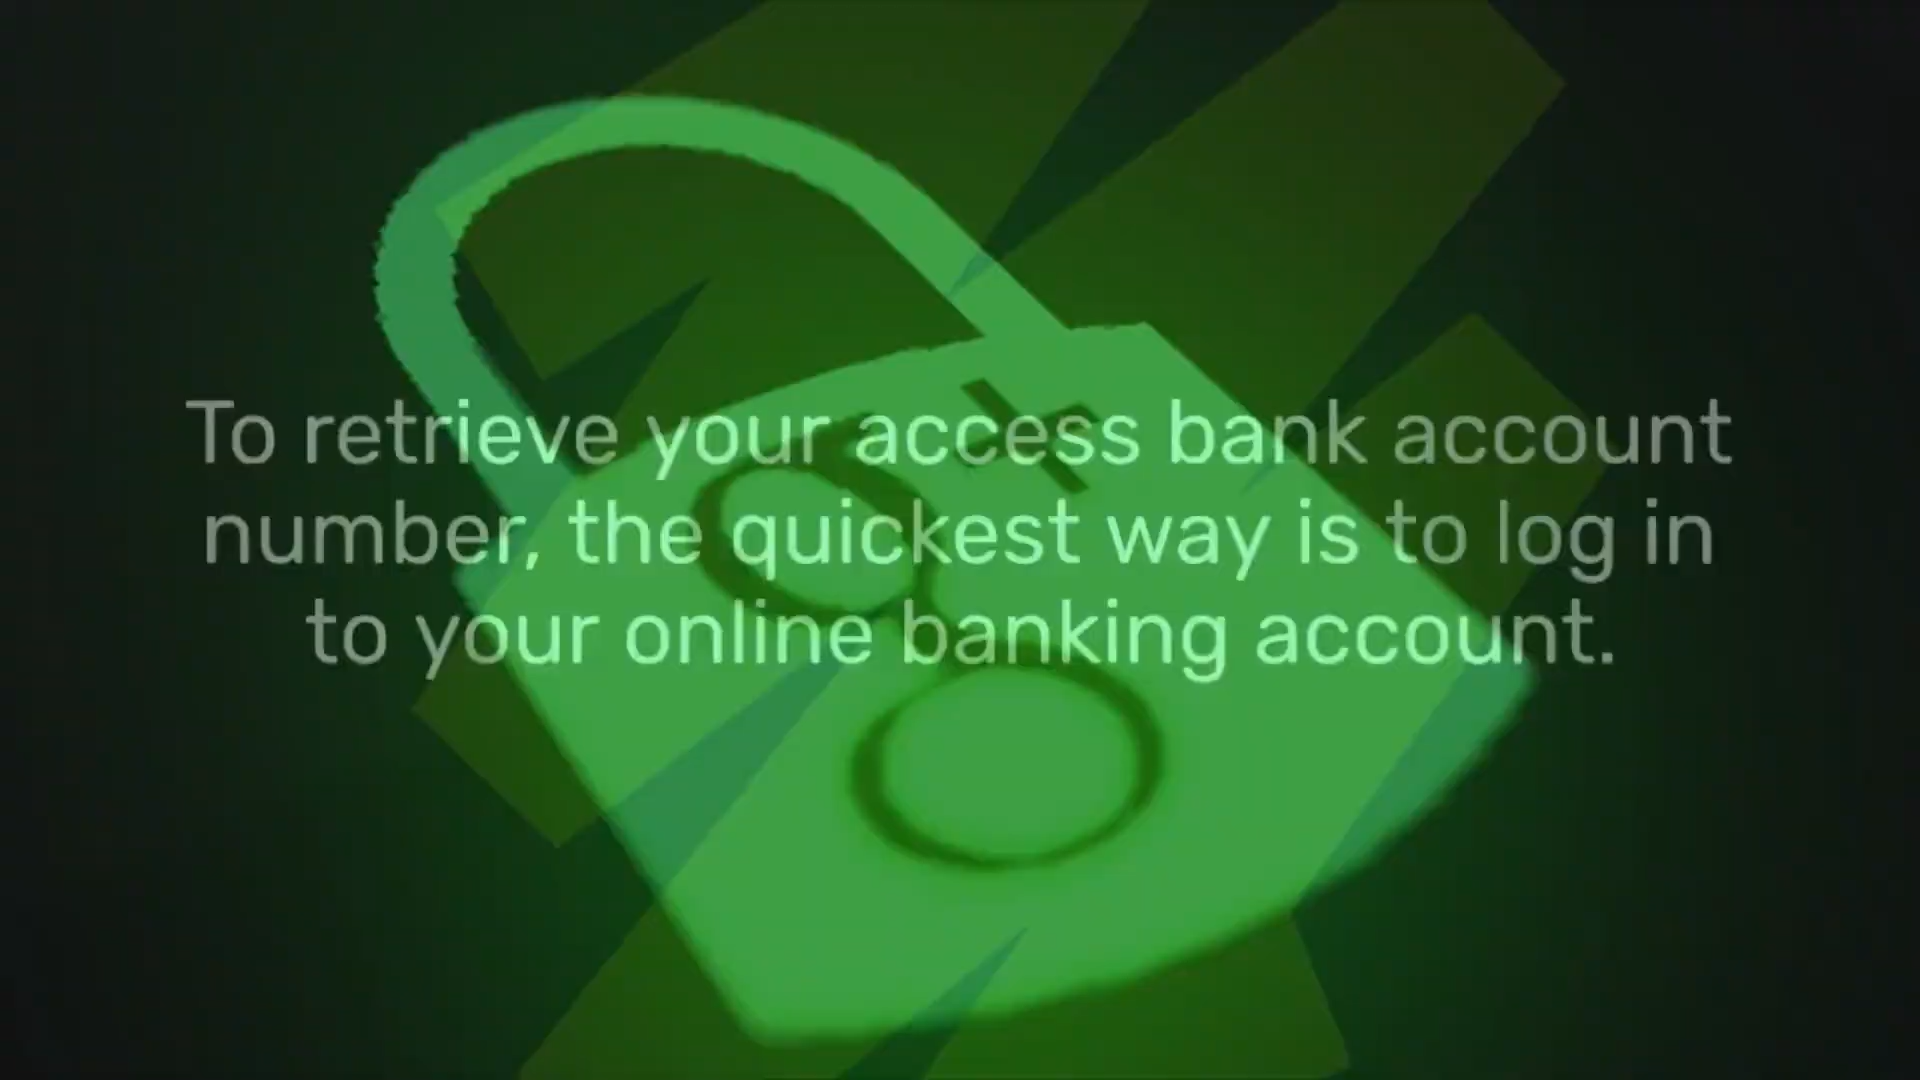 To retrieve your access bank account
number, the quickest way is to log in
to your online banking account.